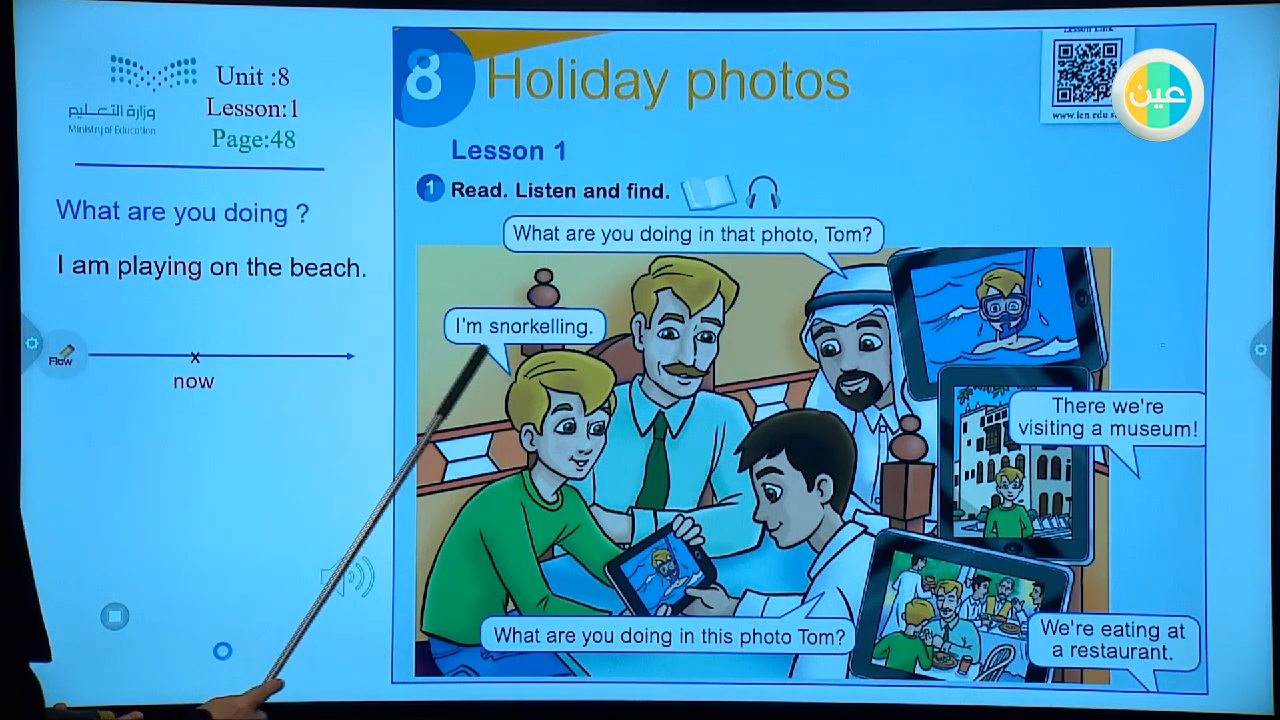 وزارة التعليم
Ministry of Education
Unit :8
Lesson:1
Page:48
What are you doing ?
I am playing on the beach.
Flow
x
now
8 Holiday photos
عين
Lesson 1
1 Read. Listen and find.
What are you doing in that photo, Tom?
I'm snorkelling.
There we're
visiting a museum!
What are you doing in this photo Tom?
We're eating at
a restaurant.